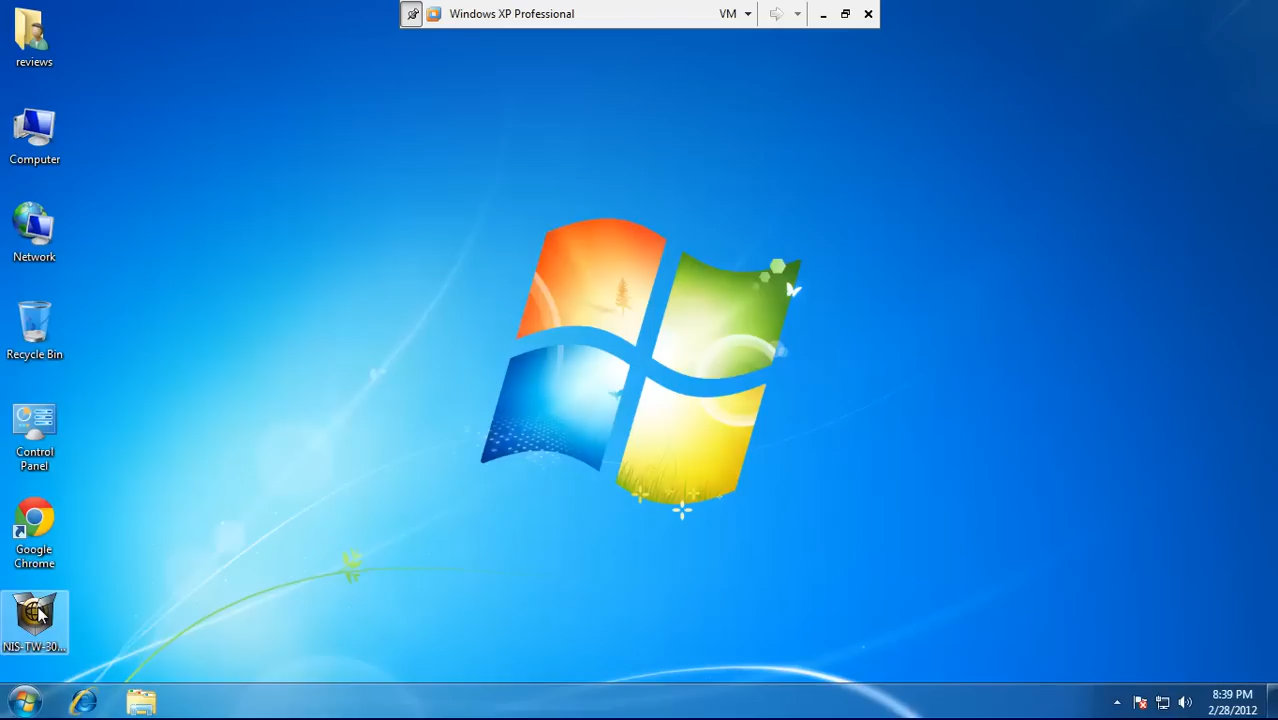 Windows XP Professional
VM
reviews
Computer
Network
Recycle Bin
Control
Panel
Google
Chrome
NIS-TW-30...
8:39 PM
2/28/2012